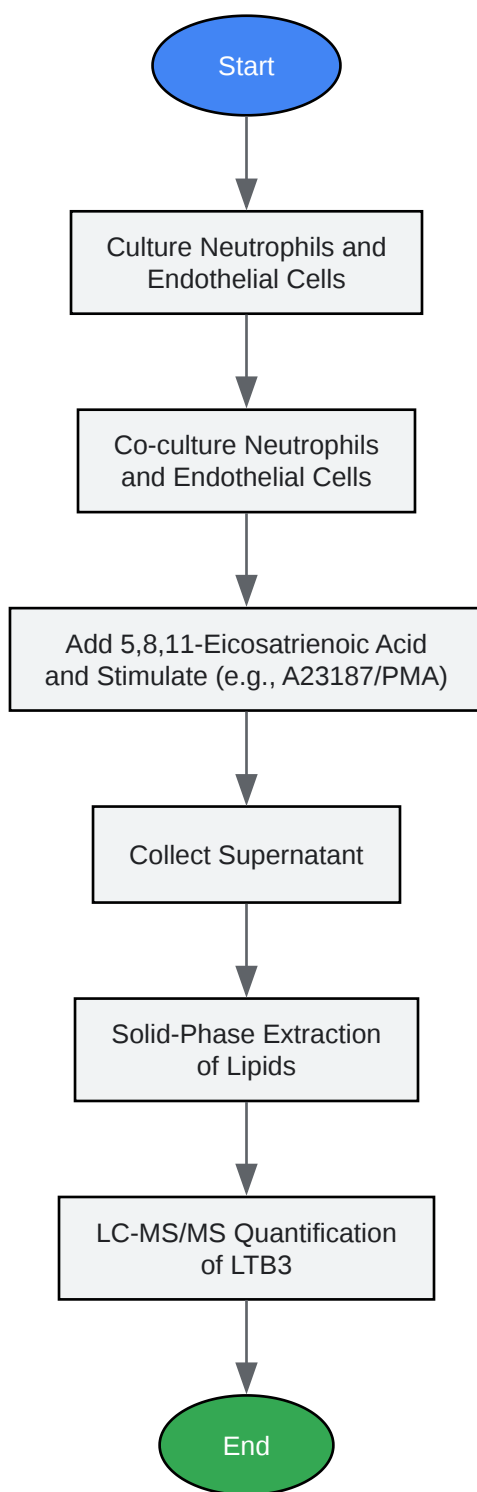 Start
Culture Neutrophils and
Endothelial Cells
Co-culture Neutrophils
and Endothelial Cells
Add 5,8,11-Eicosatrienoic Acid
and Stimulate (e.g., A23187/PMA)
Collect Supernatant
Solid-Phase Extraction
of Lipids
LC-MS/MS Quantification
of LTB3
End